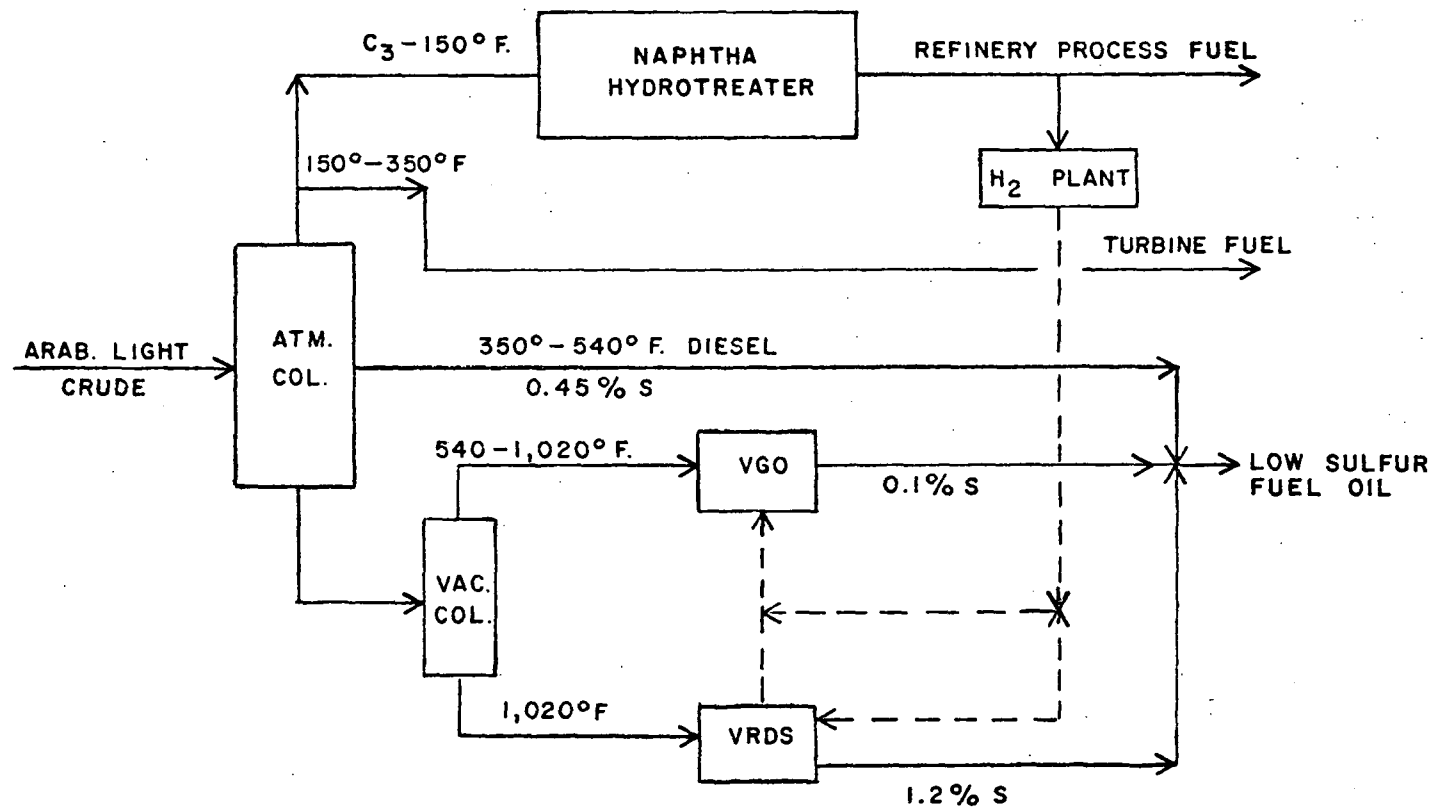 C3-150°F.
NAPHTHA
HYDROTREATER
REFINERY PROCESS FUEL
150°-350°F
H2 PLANT
TURBINE FUEL
ARAB. LIGHT
CRUDE
ATM.
COL.
350°-540°F. DIESEL
0.45% S
540-1,020°F.
VGO
0.1% S
LOW SULFUR
FUEL OIL
VAC.
COL.
1,020°F
VRDS
1.2% S